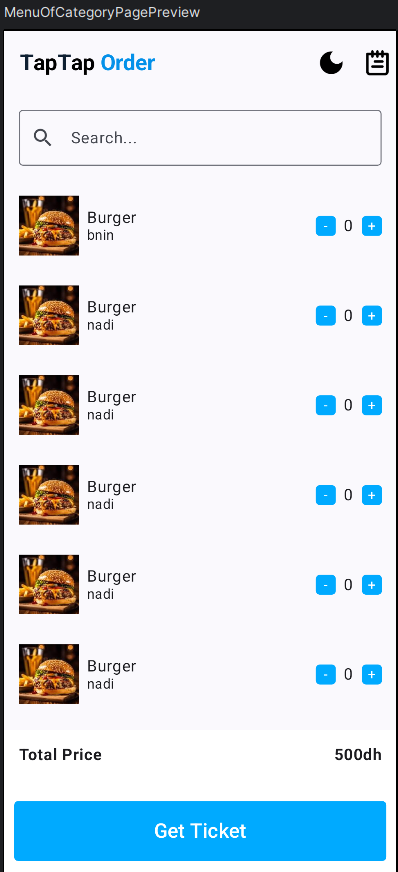 MenuOfCategoryPagePreview
TapTap Order
Search...
Burger
bnin
- 0 +
Burger
nadi
- 0 +
Burger
nadi
- 0 +
Burger
nadi
- 0 +
Burger
nadi
- 0 +
Burger
nadi
- 0 +
Total Price 500dh
Get Ticket